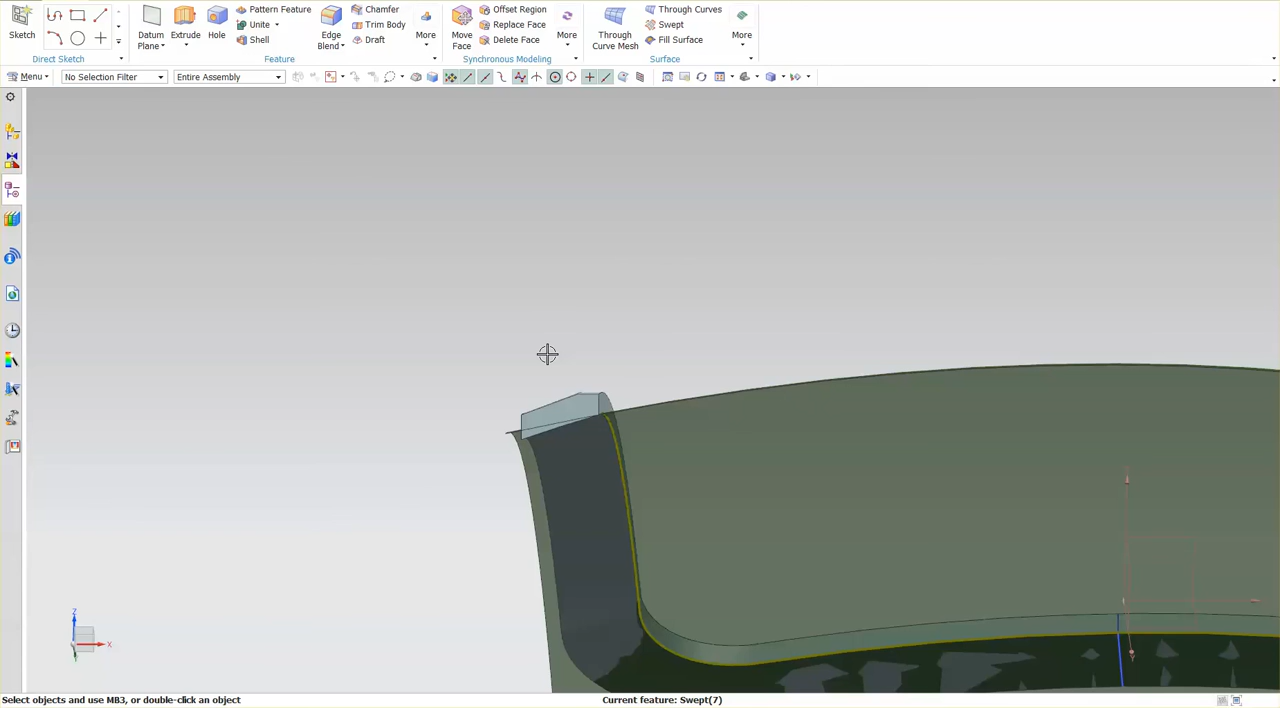 Sketch
Direct Sketch
Datum Plane
Extrude
Hole
Pattern Feature
Unite
Shell
Edge Blend
Chamfer
Trim Body
Draft
More
Feature
Move Face
Offset Region
Replace Face
Delete Face
More
Synchronous Modeling
Through Curve Mesh
Through Curves
Swept
Fill Surface
More
Surface
Menu
No Selection Filter
Entire Assembly
Z
X
Y
Select objects and use MB3, or double-click an object
Current feature: Swept(7)